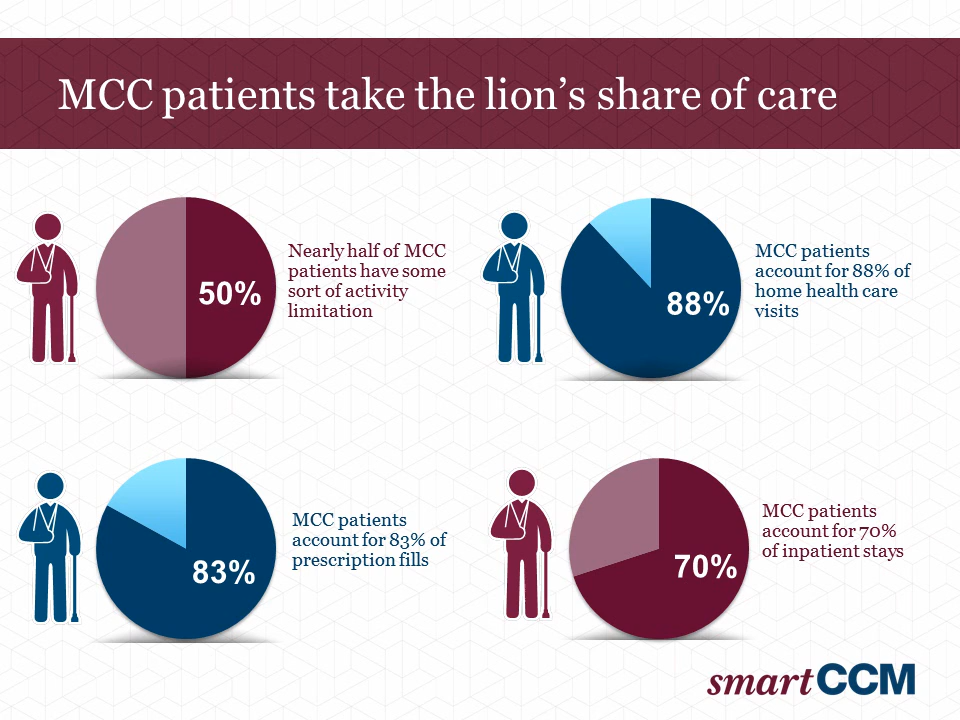 MCC patients take the lion’s share of care
50%
Nearly half of MCC
patients have some
sort of activity
limitation
88%
MCC patients
account for 88% of
home health care
visits
83%
MCC patients
account for 83% of
prescription fills
70%
MCC patients
account for 70%
of inpatient stays
smartCCM